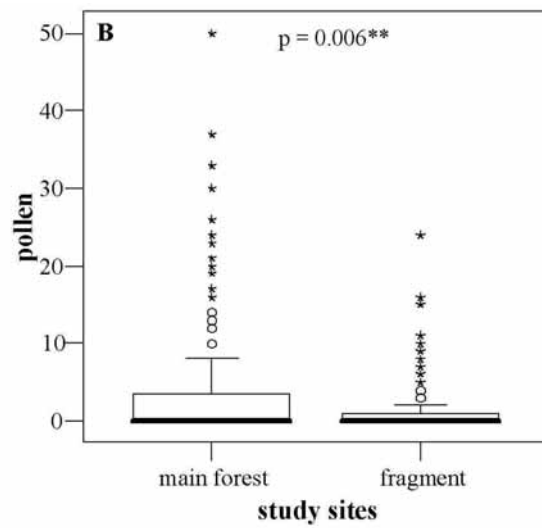 B
p = 0.006**
50
40
30
20
10
0
pollen
main forest fragment
study sites